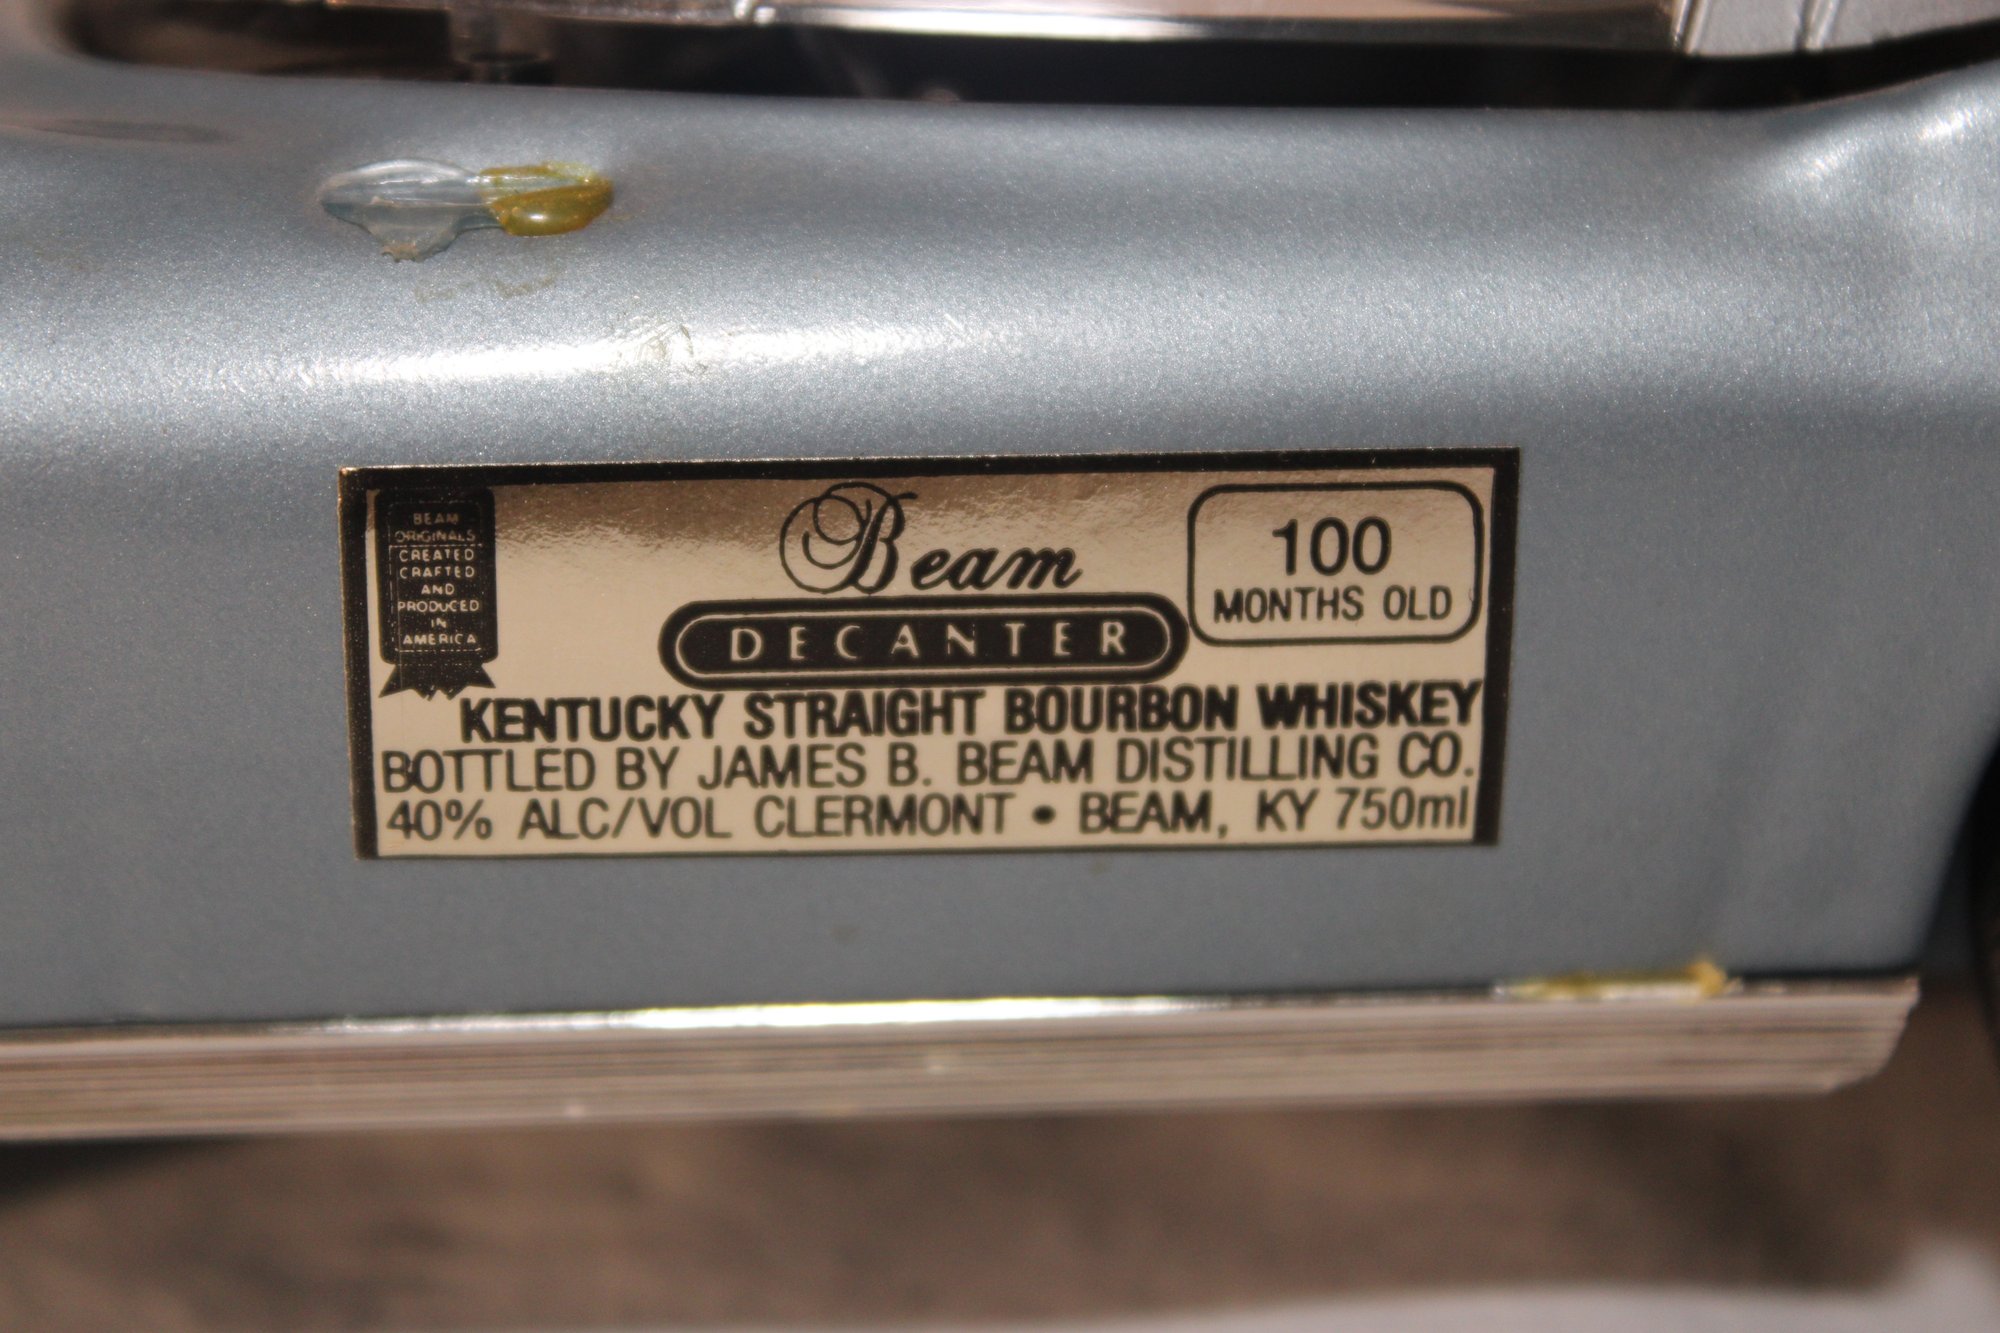 BEAM
ORIGINALS
CREATED
CRAFTED
AND
PRODUCED
IN
AMERICA
Beam
DECANTER
100
MONTHS OLD
KENTUCKY STRAIGHT BOURBON WHISKEY
BOTTLED BY JAMES B. BEAM DISTILLING CO.
40% ALC/VOL CLERMONT • BEAM, KY 750ml